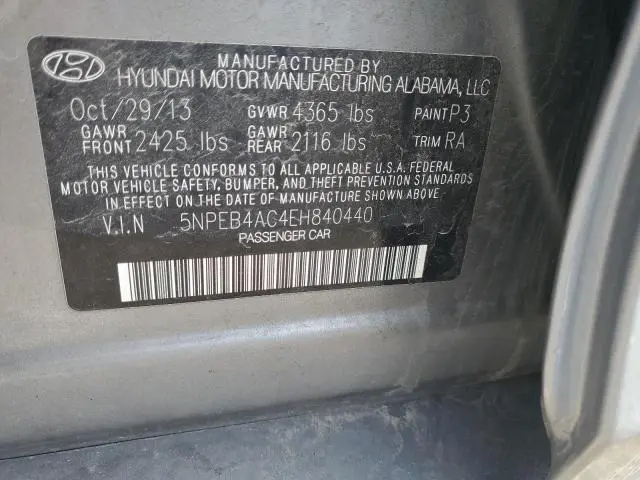 MANUFACTURED BY
HYUNDAI MOTOR MANUFACTURING ALABAMA, LLC
Oct/29/13 GVWR 4365 lbs PAINT P3
GAWR FRONT 2425 lbs GAWR REAR 2116 lbs TRIM RA
THIS VEHICLE CONFORMS TO ALL APPLICABLE U.S.A. FEDERAL
MOTOR VEHICLE SAFETY, BUMPER, AND THEFT PREVENTION STANDARDS
IN EFFECT ON THE DATE OF MANUFACTURE SHOWN ABOVE.
V.I.N 5NPEB4AC4EH840440
PASSENGER CAR